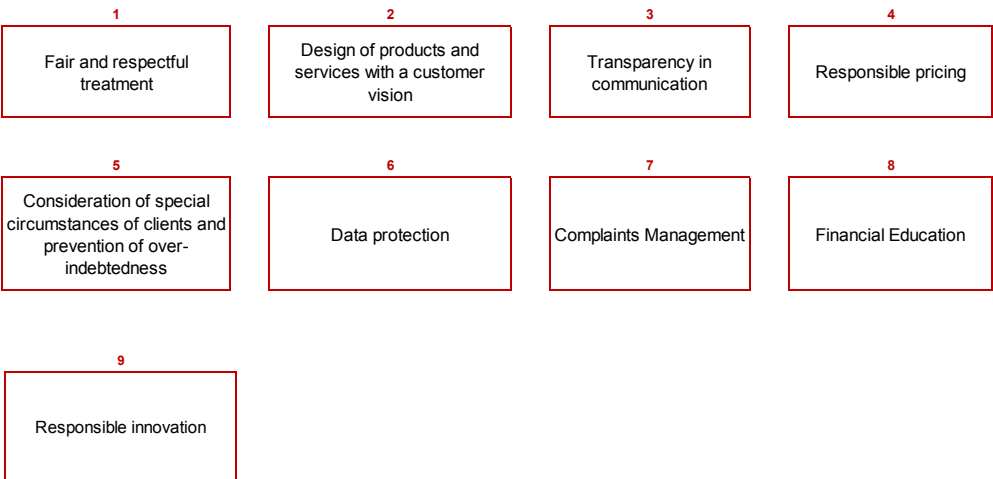 1
Fair and respectful
treatment
2
Design of products and
services with a customer
vision
3
Transparency in
communication
4
Responsible pricing
5
Consideration of special
circumstances of clients and
prevention of over-
indebtedness
6
Data protection
7
Complaints Management
8
Financial Education
9
Responsible innovation